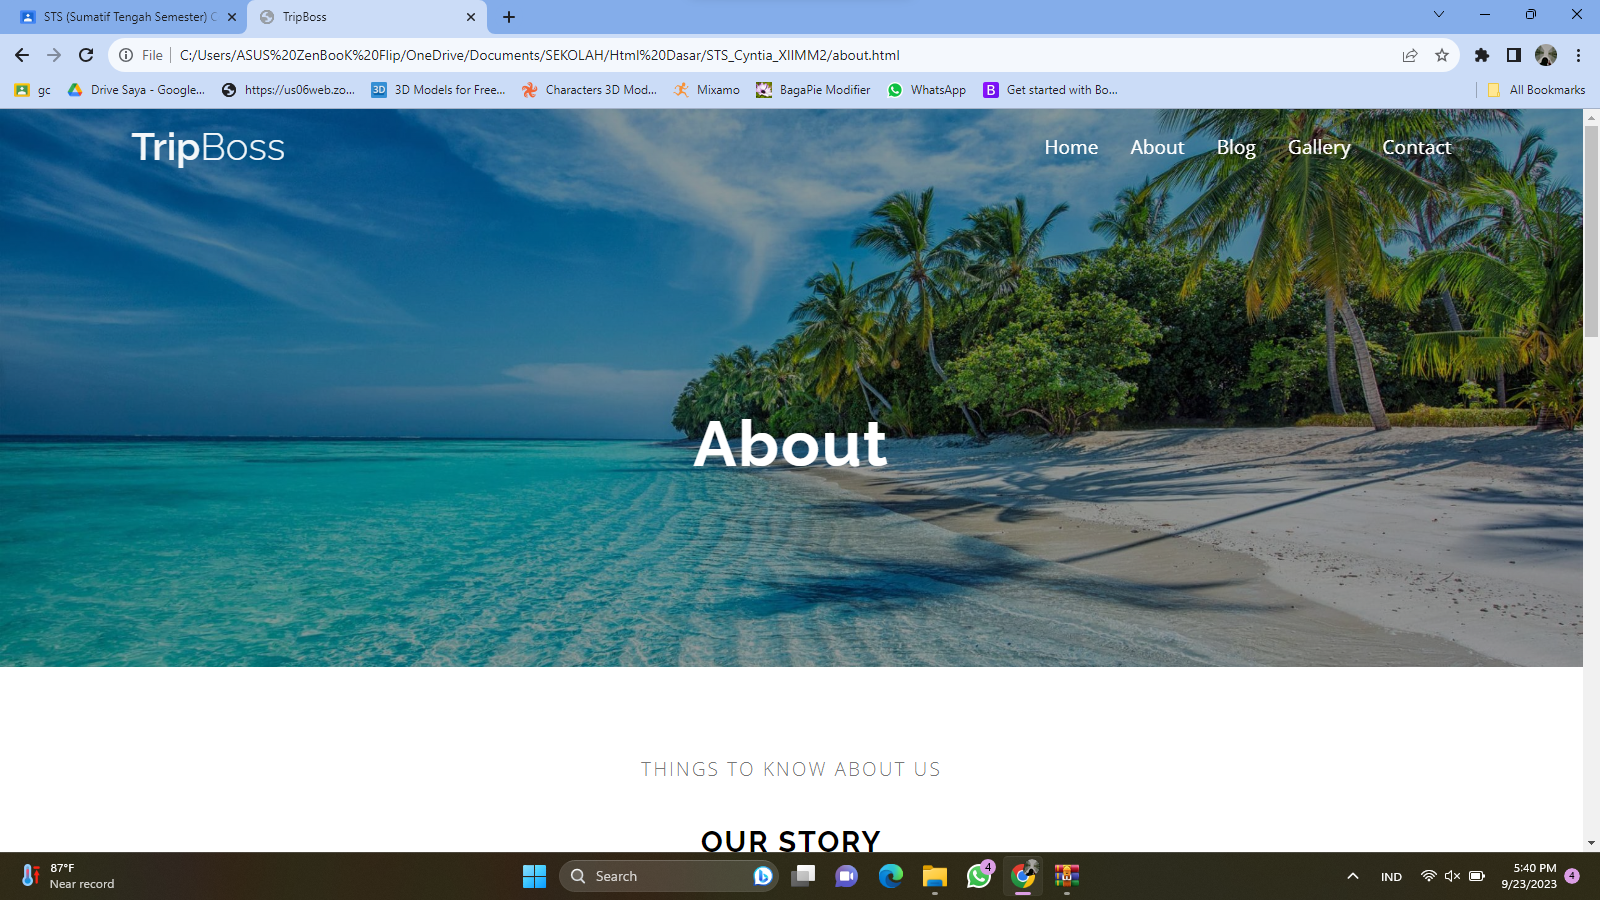 STS (Sumatif Tengah Semester) C
TripBoss
File
C:/Users/ASUS%20ZenBooK%20Flip/OneDrive/Documents/SEKOLAH/Html%20Dasar/STS_Cyntia_XIIMM2/about.html
gc
Drive Saya - Google...
https://us06web.zo...
3D
3D Models for Free...
Characters 3D Mod...
Mixamo
BagaPie Modifier
WhatsApp
B
Get started with Bo...
All Bookmarks
TripBoss
Home
About
Blog
Gallery
Contact
About
THINGS TO KNOW ABOUT US
OUR STORY
87°F
Near record
Search
4
IND
5:40 PM
9/23/2023
4